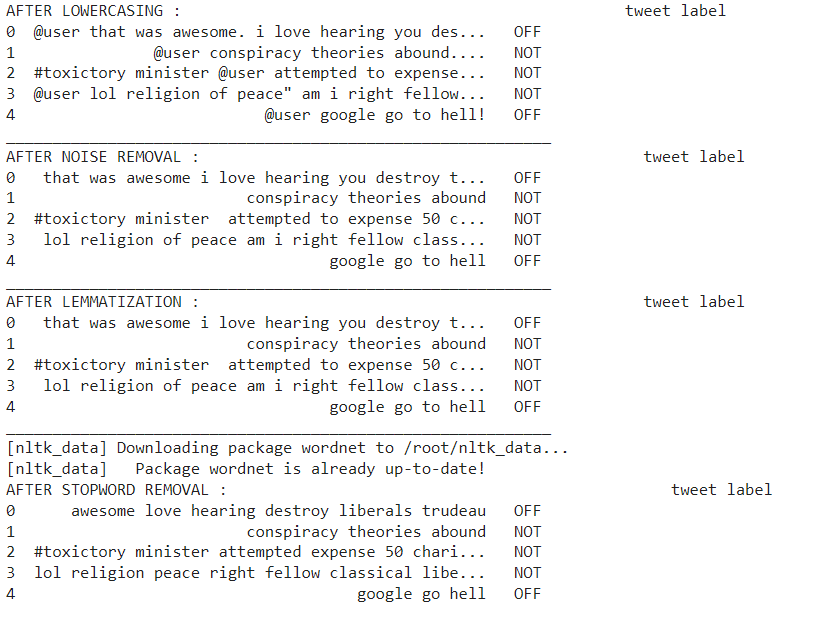 AFTER LOWERCASING : tweet label
0 @user that was awesome. i love hearing you des... OFF
1 @user conspiracy theories abound.... NOT
2 #toxictory minister @user attempted to expense... NOT
3 @user lol religion of peace" am i right fellow... NOT
4 @user google go to hell! OFF
AFTER NOISE REMOVAL : tweet label
0 that was awesome i love hearing you destroy t... OFF
1 conspiracy theories abound NOT
2 #toxictory minister  attempted to expense 50 c... NOT
3 lol religion of peace am i right fellow class... NOT
4 google go to hell OFF
AFTER LEMMATIZATION : tweet label
0 that was awesome i love hearing you destroy t... OFF
1 conspiracy theories abound NOT
2 #toxictory minister  attempted to expense 50 c... NOT
3 lol religion of peace am i right fellow class... NOT
4 google go to hell OFF
[nltk_data] Downloading package wordnet to /root/nltk_data...
[nltk_data]   Package wordnet is already up-to-date!
AFTER STOPWORD REMOVAL : tweet label
0 awesome love hearing destroy liberals trudeau OFF
1 conspiracy theories abound NOT
2 #toxictory minister attempted expense 50 chari... NOT
3 lol religion peace right fellow classical libe... NOT
4 google go hell OFF